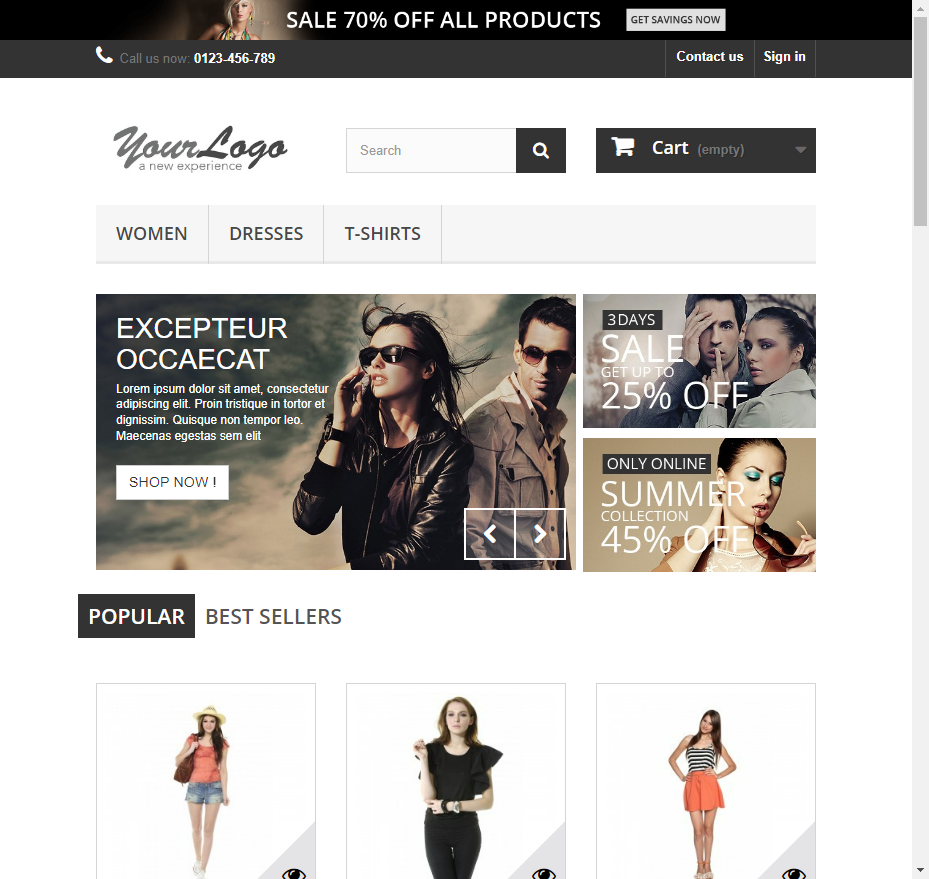 SALE 70% OFF ALL PRODUCTS GET SAVINGS NOW
Call us now: 0123-456-789 Contact us Sign in
YourLogo
a new experience
Search
Cart (empty)
WOMEN DRESSES T-SHIRTS
EXCEPTEUR
OCCAECAT
Lorem ipsum dolor sit amet, consectetur
adipiscing elit. Proin tristique in tortor et
dignissim. Quisque non tempor leo.
Maecenas egestas sem elit
SHOP NOW !
3 DAYS
SALE
GET UP TO
25% OFF
ONLY ONLINE
SUMMER
COLLECTION
45% OFF
POPULAR BEST SELLERS